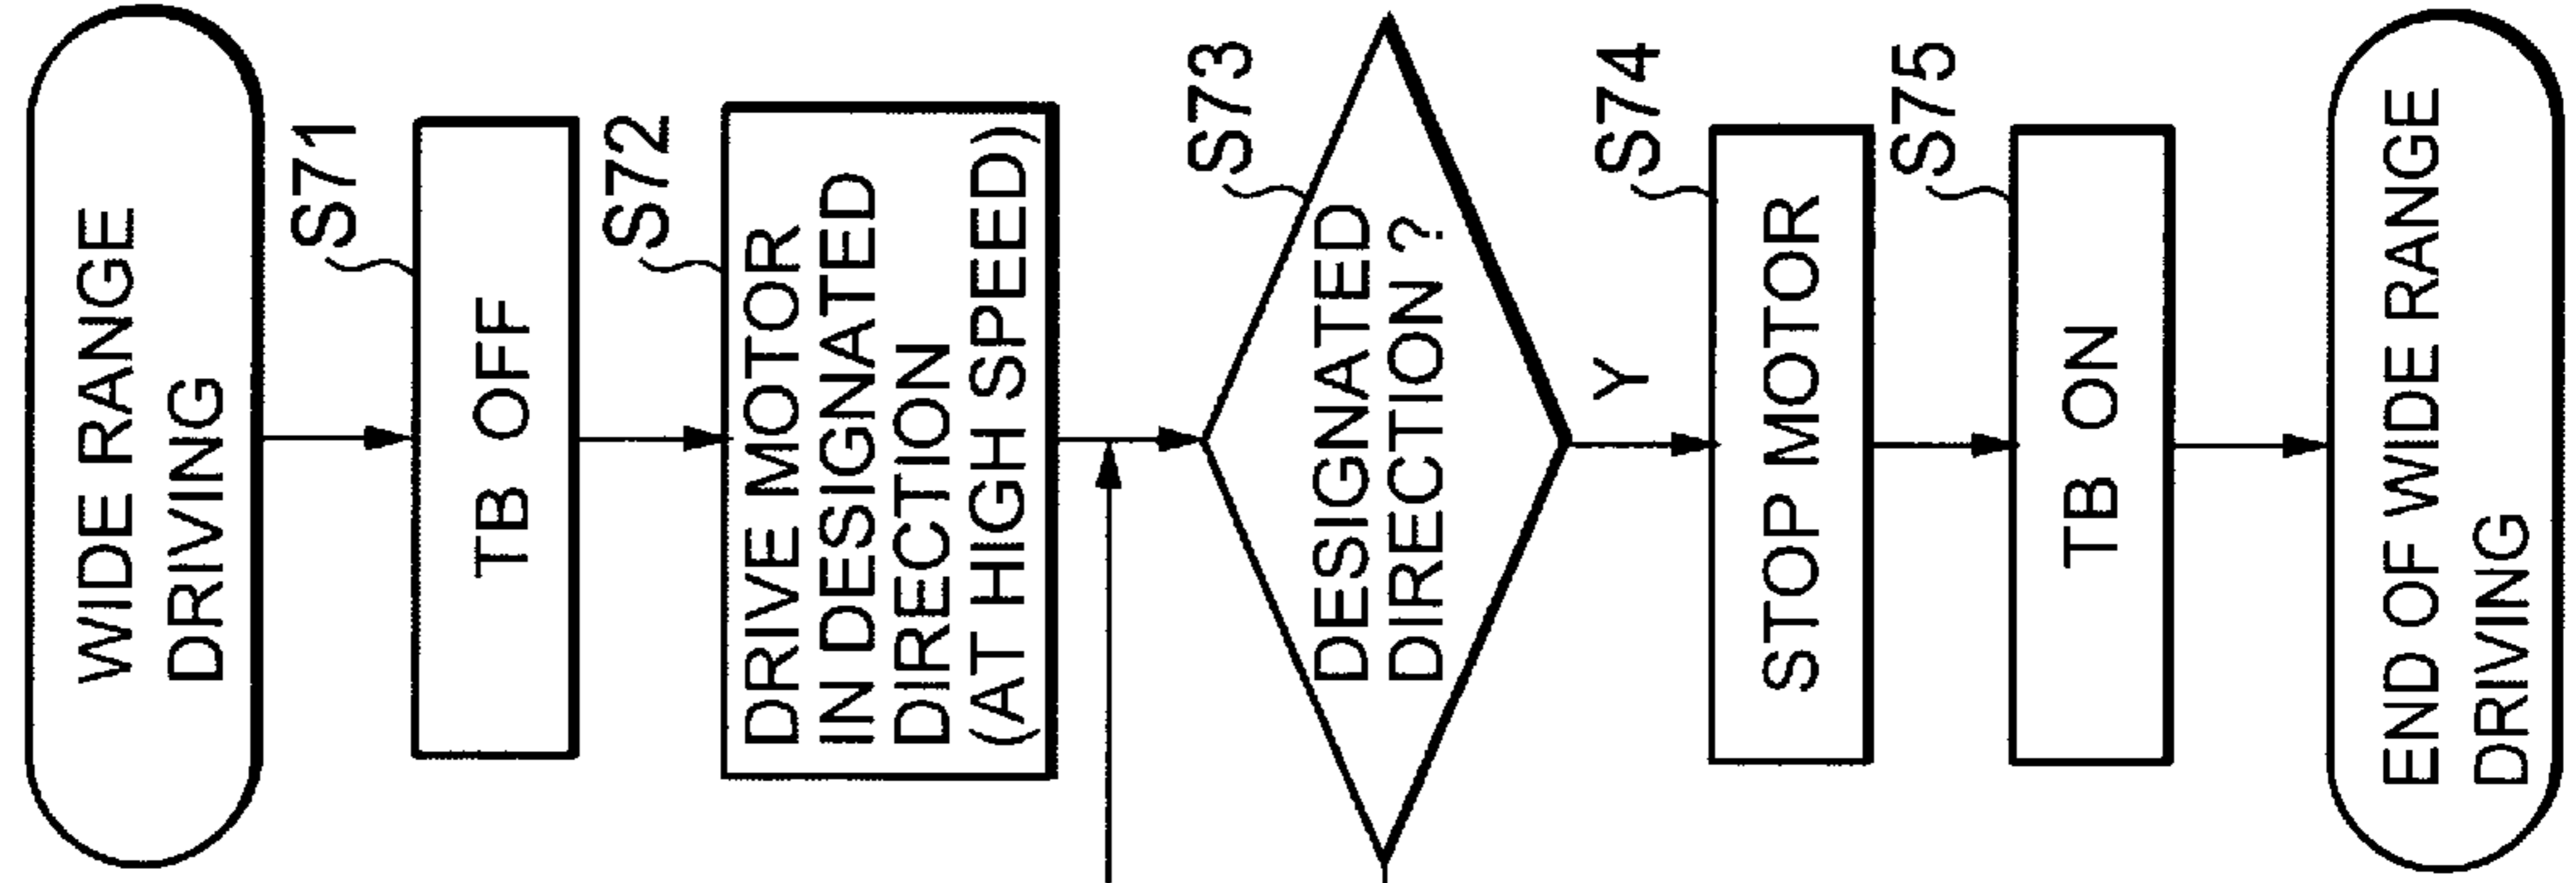 WIDE RANGE
DRIVING
S71
TB OFF
S72
DRIVE MOTOR
IN DESIGNATED
DIRECTION
(AT HIGH SPEED)
S73
DESIGNATED
DIRECTION ?
Y
S74
STOP MOTOR
S75
TB ON
END OF WIDE RANGE
DRIVING